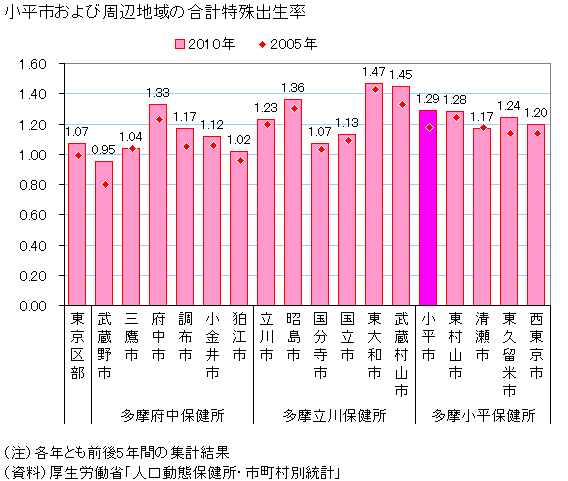 小平市および周辺地域の合計特殊出生率
2010年 2005年
1.60
1.40
1.20
1.00
0.80
0.60
0.40
0.20
0.00
1.07 0.95 1.04 1.33 1.17 1.12 1.02 1.23 1.36 1.07 1.13 1.47 1.45 1.29 1.28 1.17 1.24 1.20
東京区部 武蔵野市 三鷹市 府中市 調布市 小金井市 狛江市 立川市 昭島市 国分寺市 国立市 東大和市 武蔵村山市 小平市 東村山市 清瀬市 東久留米市 西東京市
多摩府中保健所 多摩立川保健所 多摩小平保健所
（注）各年とも前後5年間の集計結果
（資料）厚生労働省「人口動態保健所・市町村別統計」